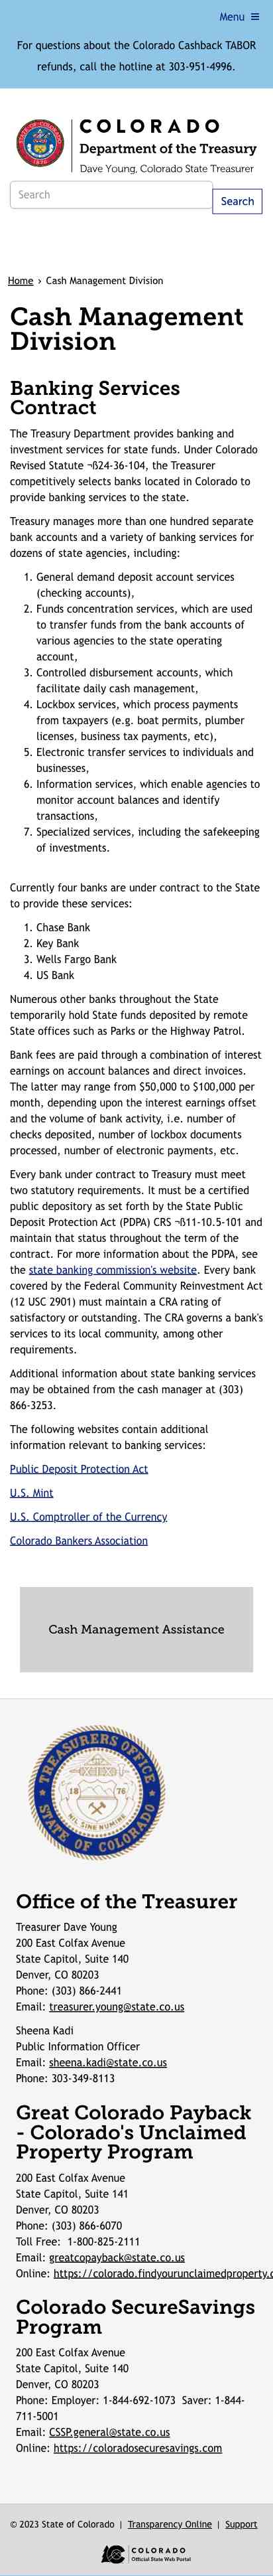 Menu ≡
For questions about the Colorado Cashback TABOR
refunds, call the hotline at 303-951-4996.
COLORADO
Department of the Treasury
Dave Young, Colorado State Treasurer
Search
Search
Home › Cash Management Division
Cash Management
Division
Banking Services
Contract
The Treasury Department provides banking and
investment services for state funds. Under Colorado
Revised Statute ¬ß24-36-104, the Treasurer
competitively selects banks located in Colorado to
provide banking services to the state.
Treasury manages more than one hundred separate
bank accounts and a variety of banking services for
dozens of state agencies, including:
1. General demand deposit account services
(checking accounts),
2. Funds concentration services, which are used
to transfer funds from the bank accounts of
various agencies to the state operating
account,
3. Controlled disbursement accounts, which
facilitate daily cash management,
4. Lockbox services, which process payments
from taxpayers (e.g. boat permits, plumber
licenses, business tax payments, etc),
5. Electronic transfer services to individuals and
businesses,
6. Information services, which enable agencies to
monitor account balances and identify
transactions,
7. Specialized services, including the safekeeping
of investments.
Currently four banks are under contract to the State
to provide these services:
1. Chase Bank
2. Key Bank
3. Wells Fargo Bank
4. US Bank
Numerous other banks throughout the State
temporarily hold State funds deposited by remote
State offices such as Parks or the Highway Patrol.
Bank fees are paid through a combination of interest
earnings on account balances and direct invoices.
The latter may range from $50,000 to $100,000 per
month, depending upon the interest earnings offset
and the volume of bank activity, i.e. number of
checks deposited, number of lockbox documents
processed, number of electronic payments, etc.
Every bank under contract to Treasury must meet
two statutory requirements. It must be a certified
public depository as set forth by the State Public
Deposit Protection Act (PDPA) CRS ¬ß11-10.5-101 and
maintain that status throughout the term of the
contract. For more information about the PDPA, see
the state banking commission's website. Every bank
covered by the Federal Community Reinvestment Act
(12 USC 2901) must maintain a CRA rating of
satisfactory or outstanding. The CRA governs a bank's
services to its local community, among other
requirements.
Additional information about state banking services
may be obtained from the cash manager at (303)
866-3253.
The following websites contain additional
information relevant to banking services:
Public Deposit Protection Act
U.S. Mint
U.S. Comptroller of the Currency
Colorado Bankers Association
Cash Management Assistance
TREASURERS OFFICE
18 76
NIL SINE NUMINE
STATE OF COLORADO
Office of the Treasurer
Treasurer Dave Young
200 East Colfax Avenue
State Capitol, Suite 140
Denver, CO 80203
Phone: (303) 866-2441
Email: treasurer.young@state.co.us
Sheena Kadi
Public Information Officer
Email: sheena.kadi@state.co.us
Phone: 303-349-8113
Great Colorado Payback
- Colorado's Unclaimed
Property Program
200 East Colfax Avenue
State Capitol, Suite 141
Denver, CO 80203
Phone: (303) 866-6070
Toll Free:  1-800-825-2111
Email: greatcopayback@state.co.us
Online: https://colorado.findyourunclaimedproperty.c
Colorado SecureSavings
Program
200 East Colfax Avenue
State Capitol, Suite 140
Denver, CO 80203
Phone: Employer: 1-844-692-1073  Saver: 1-844-
711-5001
Email: CSSP.general@state.co.us
Online: https://coloradosecuresavings.com
© 2023 State of Colorado | Transparency Online | Support
COLORADO
Official State Web Portal